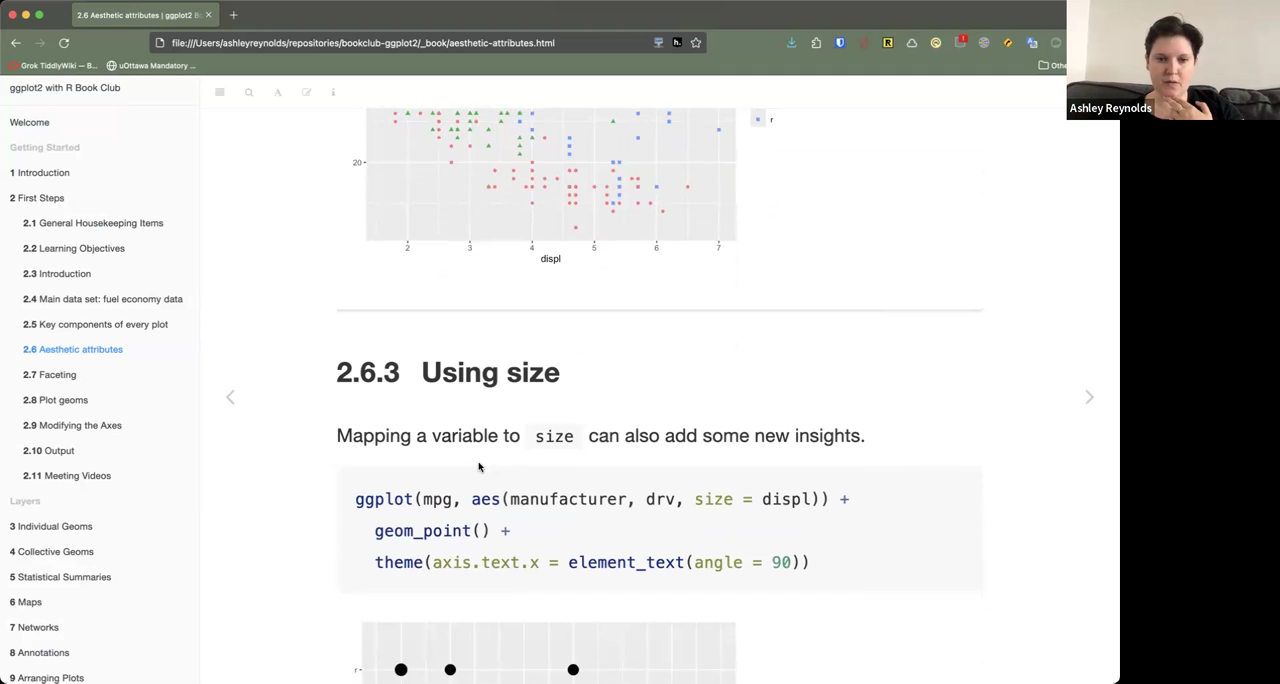 2.6 Aesthetic attributes | ggplot2 B
file:///Users/ashleyreynolds/repositories/bookclub-ggplot2/_book/aesthetic-attributes.html
Grok TiddlyWiki — B...
uOttawa Mandatory ...
Othe
Ashley Reynolds
ggplot2 with R Book Club
Welcome
Getting Started
1 Introduction
2 First Steps
2.1 General Housekeeping Items
2.2 Learning Objectives
2.3 Introduction
2.4 Main data set: fuel economy data
2.5 Key components of every plot
2.6 Aesthetic attributes
2.7 Faceting
2.8 Plot geoms
2.9 Modifying the Axes
2.10 Output
2.11 Meeting Videos
Layers
3 Individual Geoms
4 Collective Geoms
5 Statistical Summaries
6 Maps
7 Networks
8 Annotations
9 Arranging Plots
r
20
2 3 4 5 6 7
displ
2.6.3 Using size
Mapping a variable to size can also add some new insights.
ggplot(mpg, aes(manufacturer, drv, size = displ)) +
geom_point() +
theme(axis.text.x = element_text(angle = 90))
r